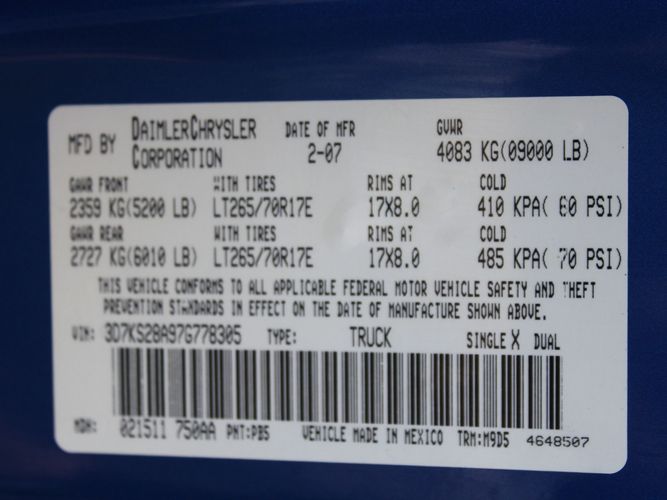 MFD BY DAIMLERCHRYSLER CORPORATION DATE OF MFR 2-07 GVWR 4083 KG(09000 LB)
GAWR FRONT WITH TIRES RIMS AT COLD
2359 KG(5200 LB) LT265/70R17E 17X8.0 410 KPA( 60 PSI)
GAWR REAR WITH TIRES RIMS AT COLD
2727 KG(6010 LB) LT265/70R17E 17X8.0 485 KPA( 70 PSI)
THIS VEHICLE CONFORMS TO ALL APPLICABLE FEDERAL MOTOR VEHICLE SAFETY AND THEFT
PREVENTION STANDARDS IN EFFECT ON THE DATE OF MANUFACTURE SHOWN ABOVE.
VIN: 3D7KS28A97G778305 TYPE: TRUCK SINGLE X DUAL
MDH: 021511 750AA PNT:PB5 VEHICLE MADE IN MEXICO TRM:M9D5 4648507